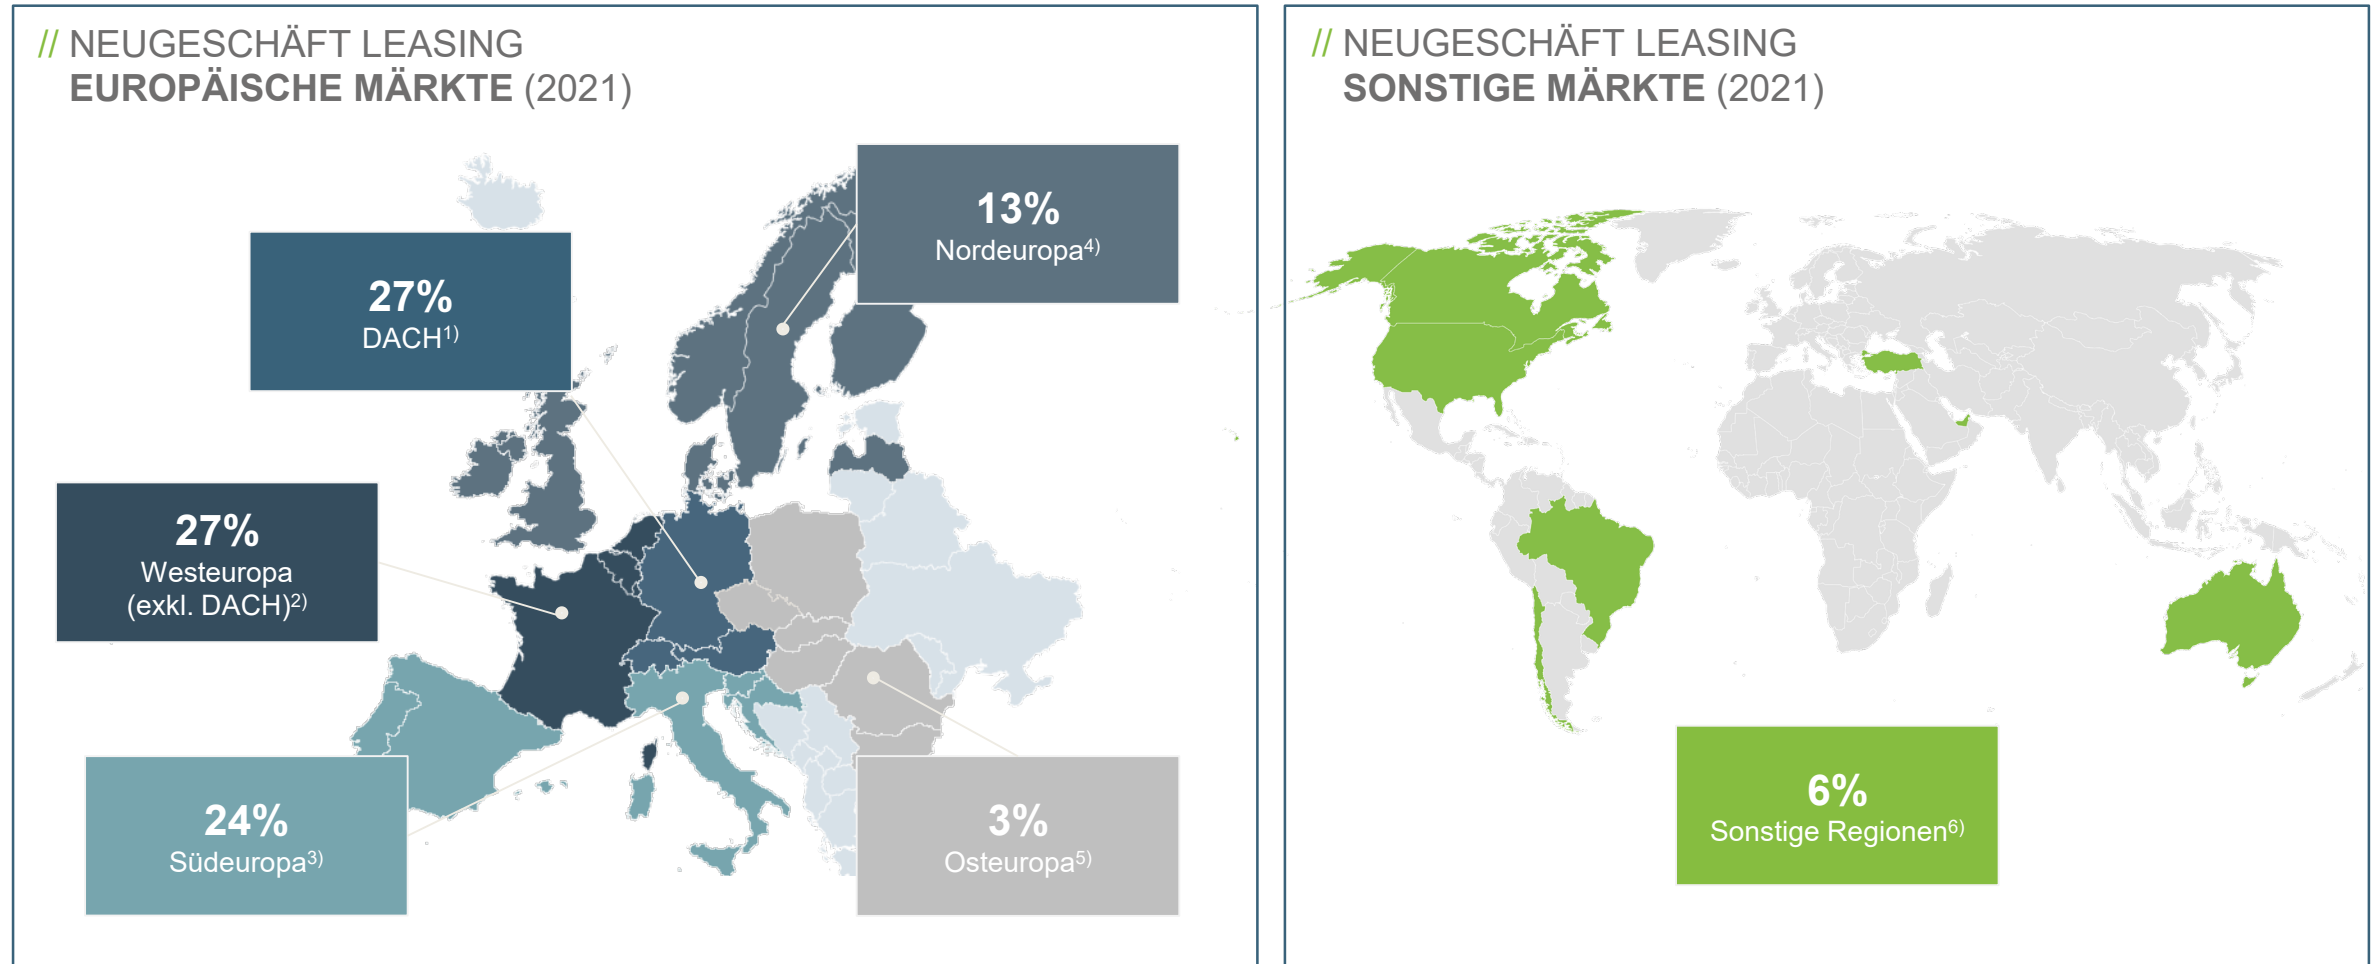 // NEUGESCHÄFT LEASING
EUROPÄISCHE MÄRKTE (2021)
13%
Nordeuropa4)
27%
DACH1)
27%
Westeuropa
(exkl. DACH)2)
24%
Südeuropa3)
3%
Osteuropa5)
// NEUGESCHÄFT LEASING
SONSTIGE MÄRKTE (2021)
6%
Sonstige Regionen6)